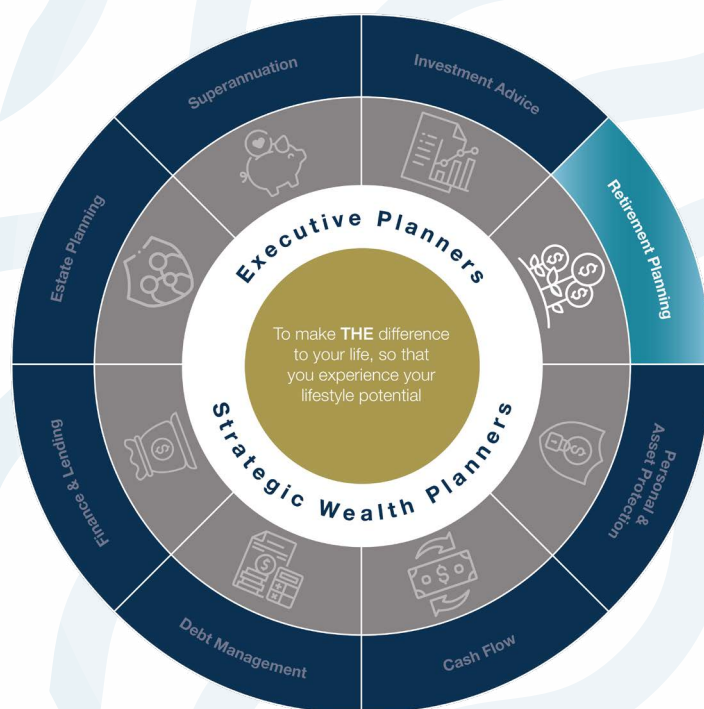 Superannuation
Investment Advice
Retirement Planning
Personal &
Asset Protection
Cash Flow
Debt Management
Finance & Lending
Estate Planning
Executive Planners
To make THE difference
to your life, so that
you experience your
lifestyle potential
Strategic Wealth Planners